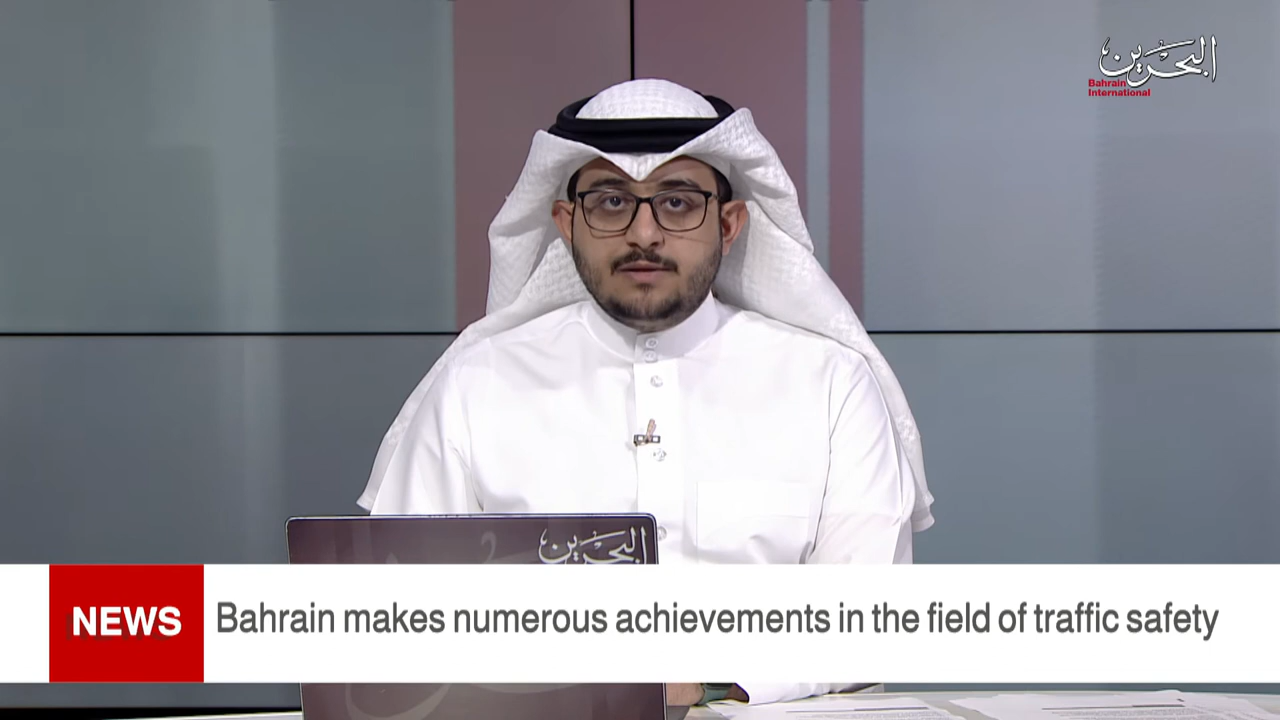 البحرين
Bahrain
International
البحرين
NEWS
Bahrain makes numerous achievements in the field of traffic safety